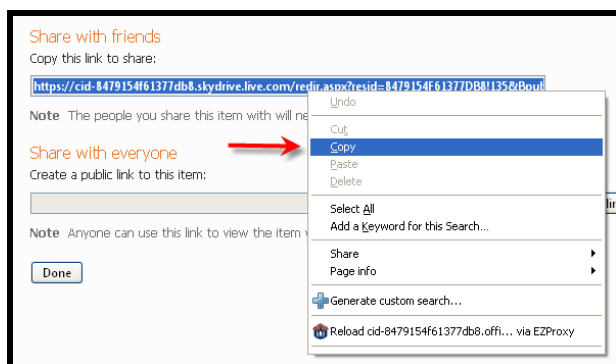 Share with friends
Copy this link to share:
https://cid-8479154f61377db8.skydrive.live.com/redir.aspx?resid=8479154F61377DB8!135&Bpub
Note The people you share this item with will ne
Undo
Cut
Copy
Paste
Delete
Select All
Add a Keyword for this Search...
Share
Page info
Generate custom search...
Reload cid-8479154f61377db8.offi... via EZProxy
Share with everyone
Create a public link to this item:
Note Anyone can use this link to view the item
Done